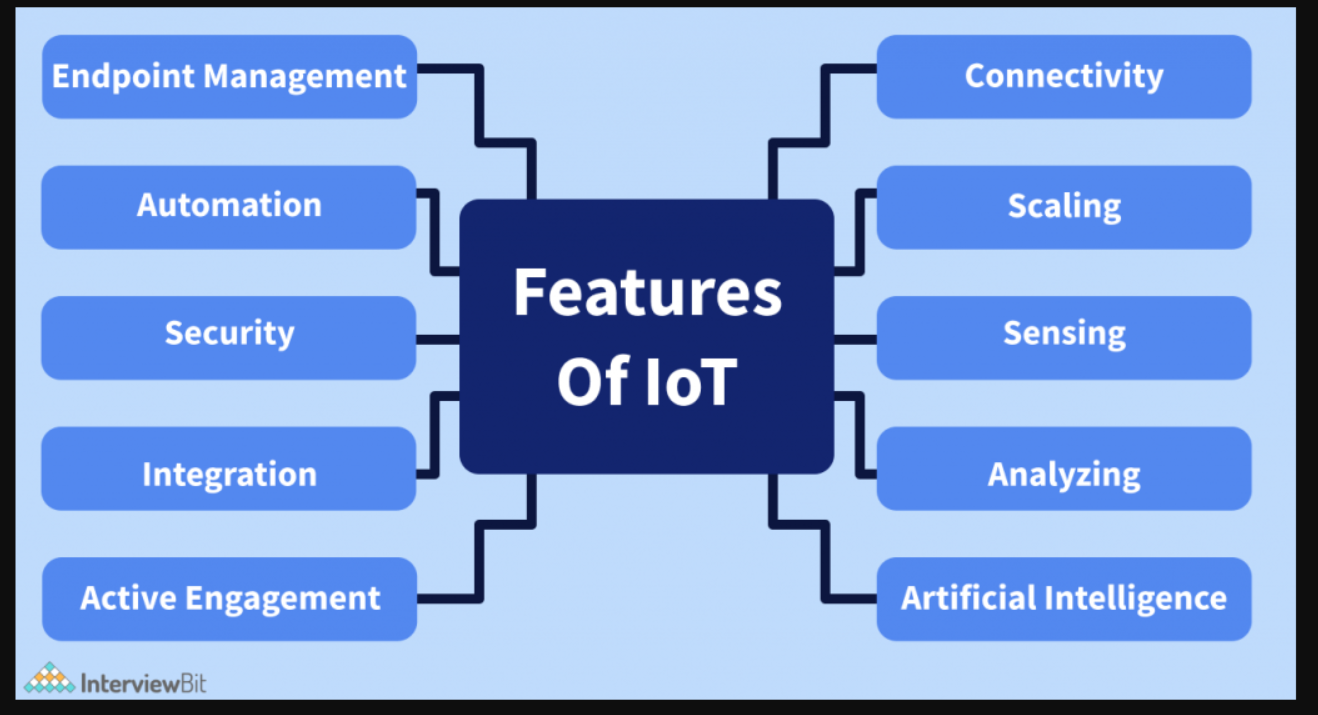 Endpoint Management
Automation
Security
Integration
Active Engagement
Features
Of IoT
Connectivity
Scaling
Sensing
Analyzing
Artificial Intelligence
InterviewBit